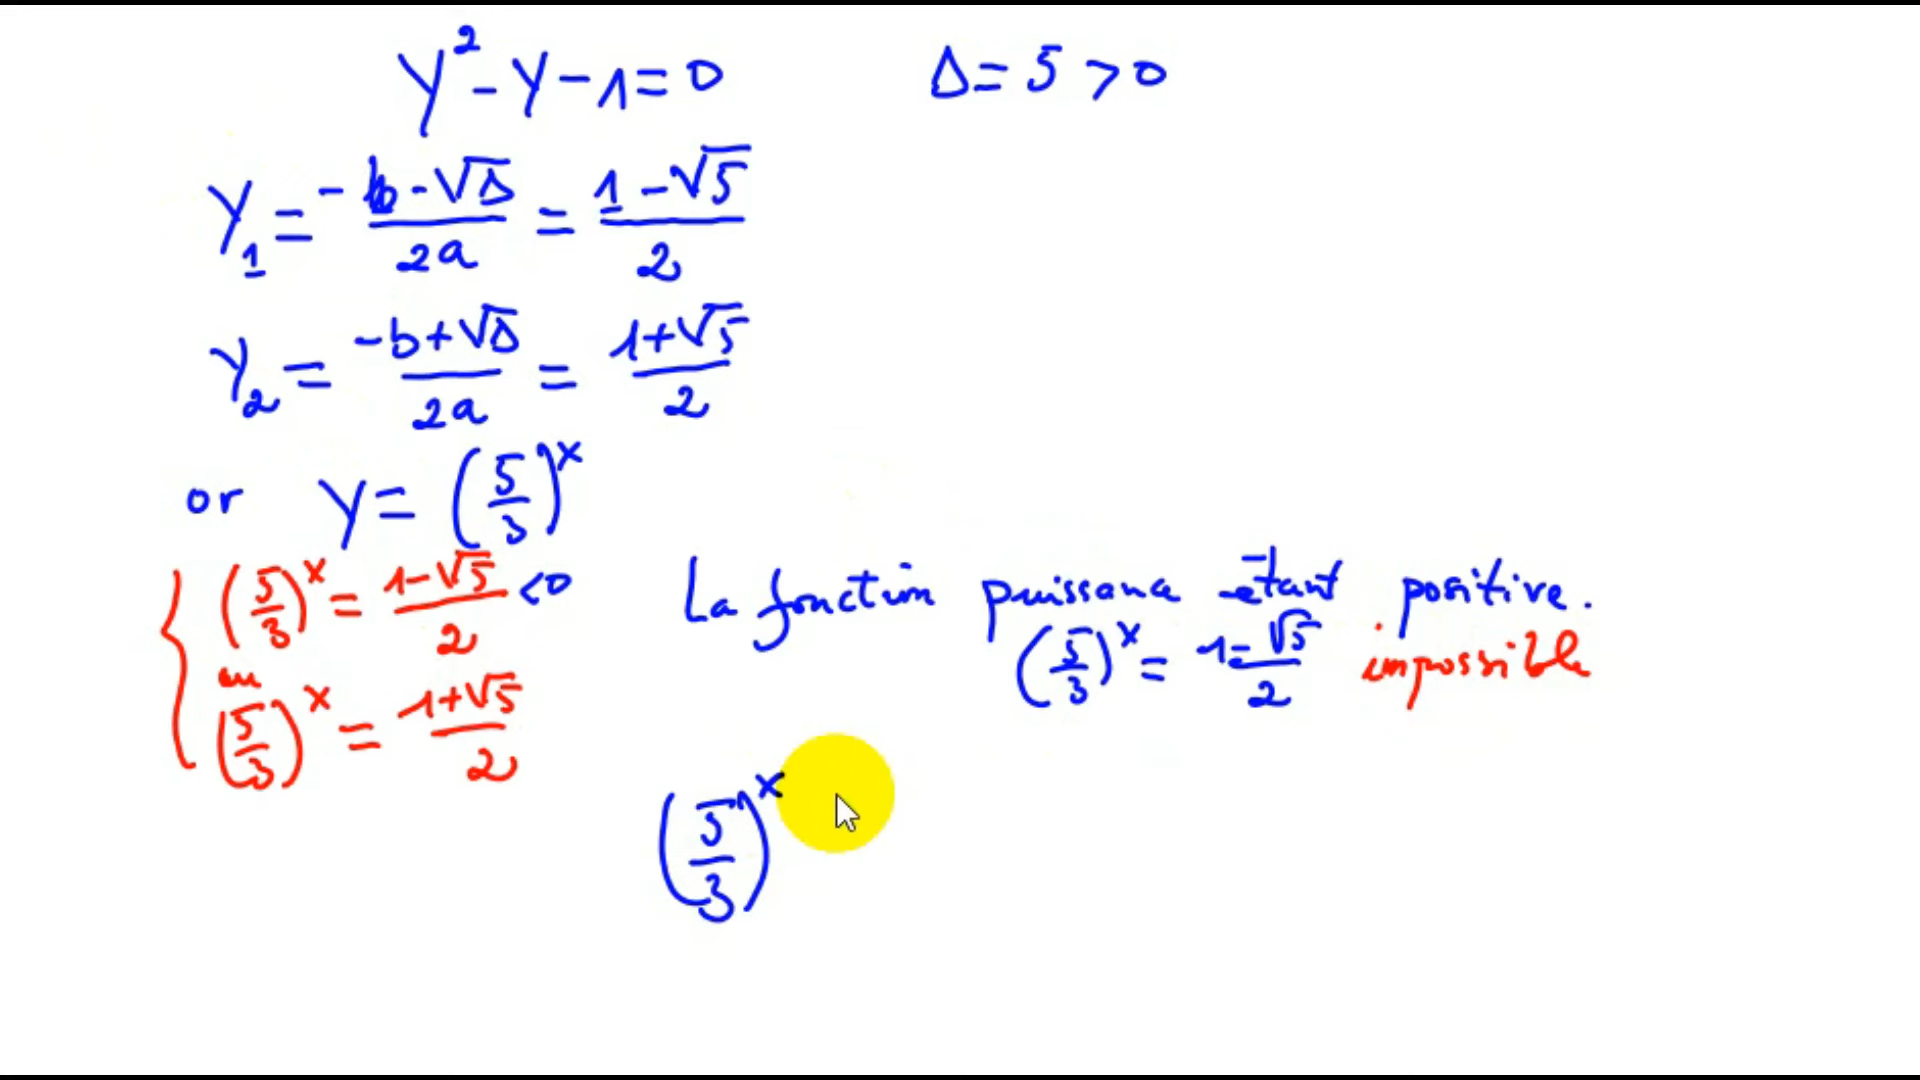 Y² - Y - 1 = 0 Δ = 5 > 0
Y₁ = (-b - √Δ)/(2a) = (1 - √5)/2
Y₂ = (-b + √Δ)/(2a) = (1 + √5)/2
or Y = (5/3)^x
(5/3)^x = (1 - √5)/2 < 0 La fonction puissance étant positive.
ou (5/3)^x = (1 - √5)/2 impossible
(5/3)^x = (1 + √5)/2
(5/3)^x